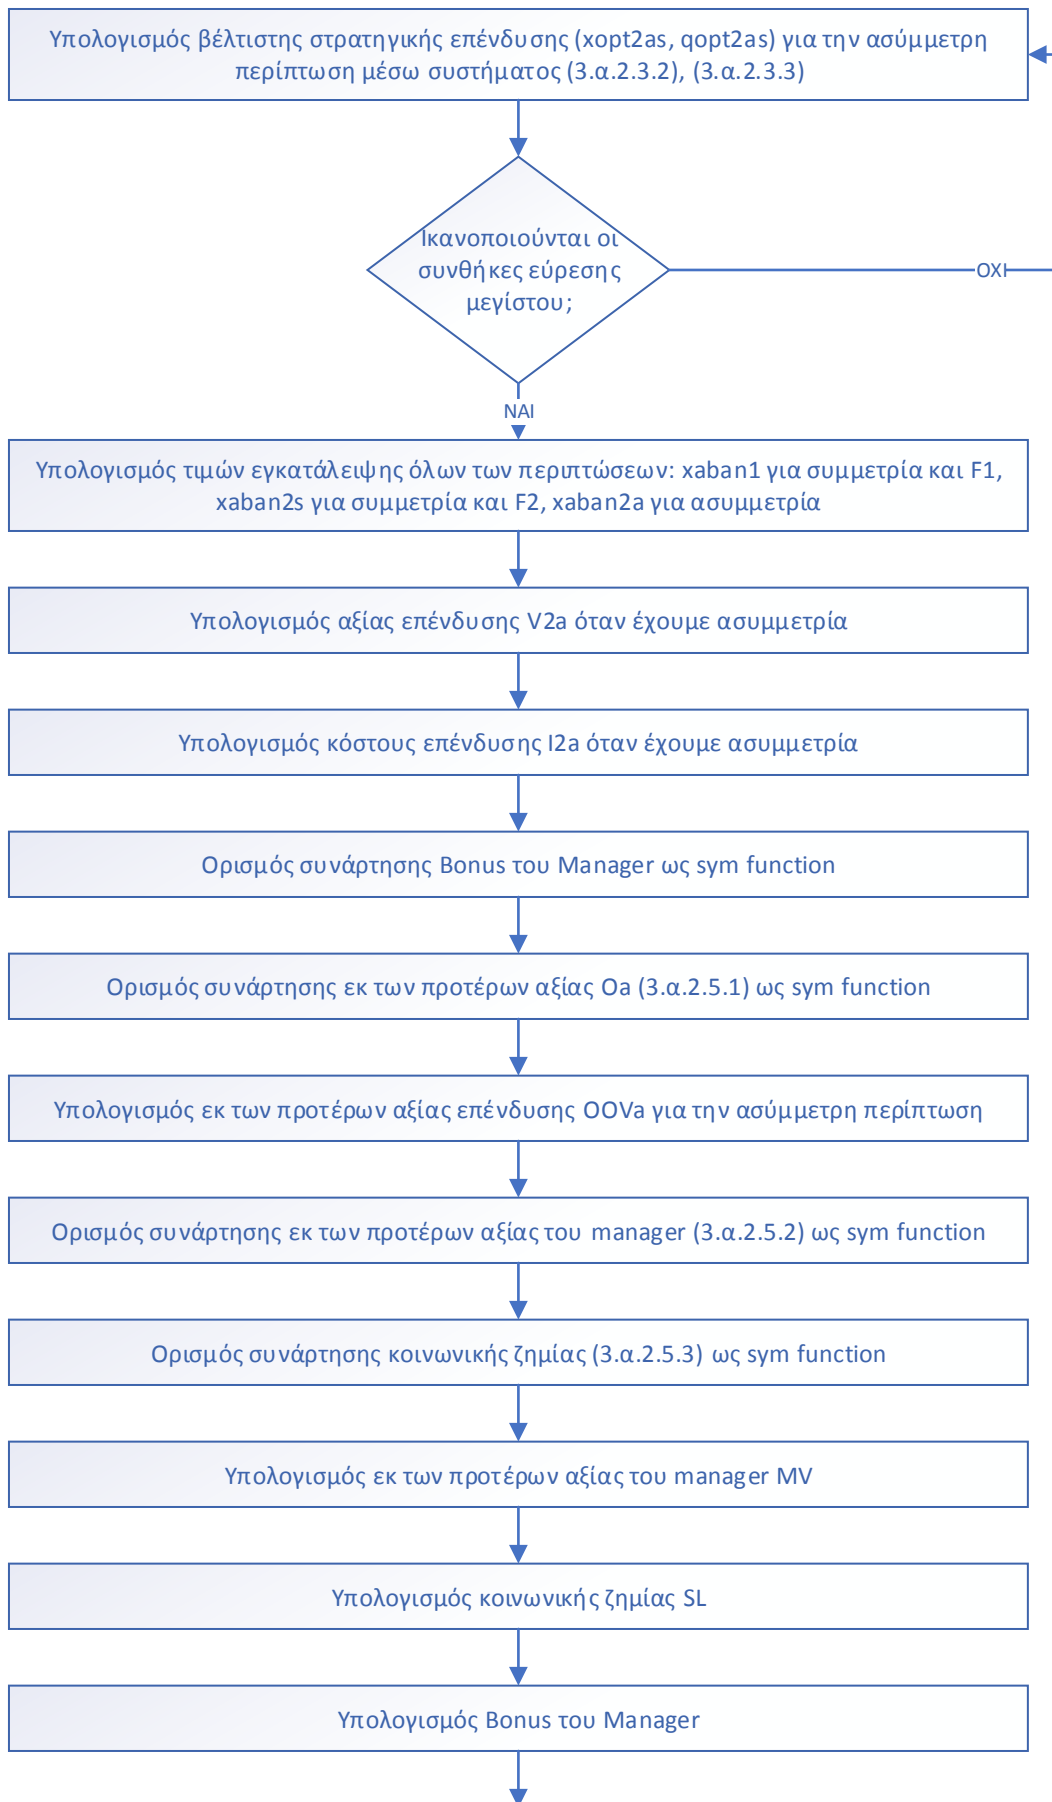 Υπολογισμός βέλτιστης στρατηγικής επένδυσης (xopt2as, qopt2as) για την ασύμμετρη
περίπτωση μέσω συστήματος (3.α.2.3.2), (3.α.2.3.3)
Ικανοποιούνται οι
συνθήκες εύρεσης
μεγίστου;
ΟΧΙ
ΝΑΙ
Υπολογισμός τιμών εγκατάλειψης όλων των περιπτώσεων: xaban1 για συμμετρία και F1,
xaban2s για συμμετρία και F2, xaban2a για ασυμμετρία
Υπολογισμός αξίας επένδυσης V2a όταν έχουμε ασυμμετρία
Υπολογισμός κόστους επένδυσης I2a όταν έχουμε ασυμμετρία
Ορισμός συνάρτησης Bonus του Manager ως sym function
Ορισμός συνάρτησης εκ των προτέρων αξίας Oa (3.α.2.5.1) ως sym function
Υπολογισμός εκ των προτέρων αξίας επένδυσης OOVa για την ασύμμετρη περίπτωση
Ορισμός συνάρτησης εκ των προτέρων αξίας του manager (3.α.2.5.2) ως sym function
Ορισμός συνάρτησης κοινωνικής ζημίας (3.α.2.5.3) ως sym function
Υπολογισμός εκ των προτέρων αξίας του manager MV
Υπολογισμός κοινωνικής ζημίας SL
Υπολογισμός Bonus του Manager